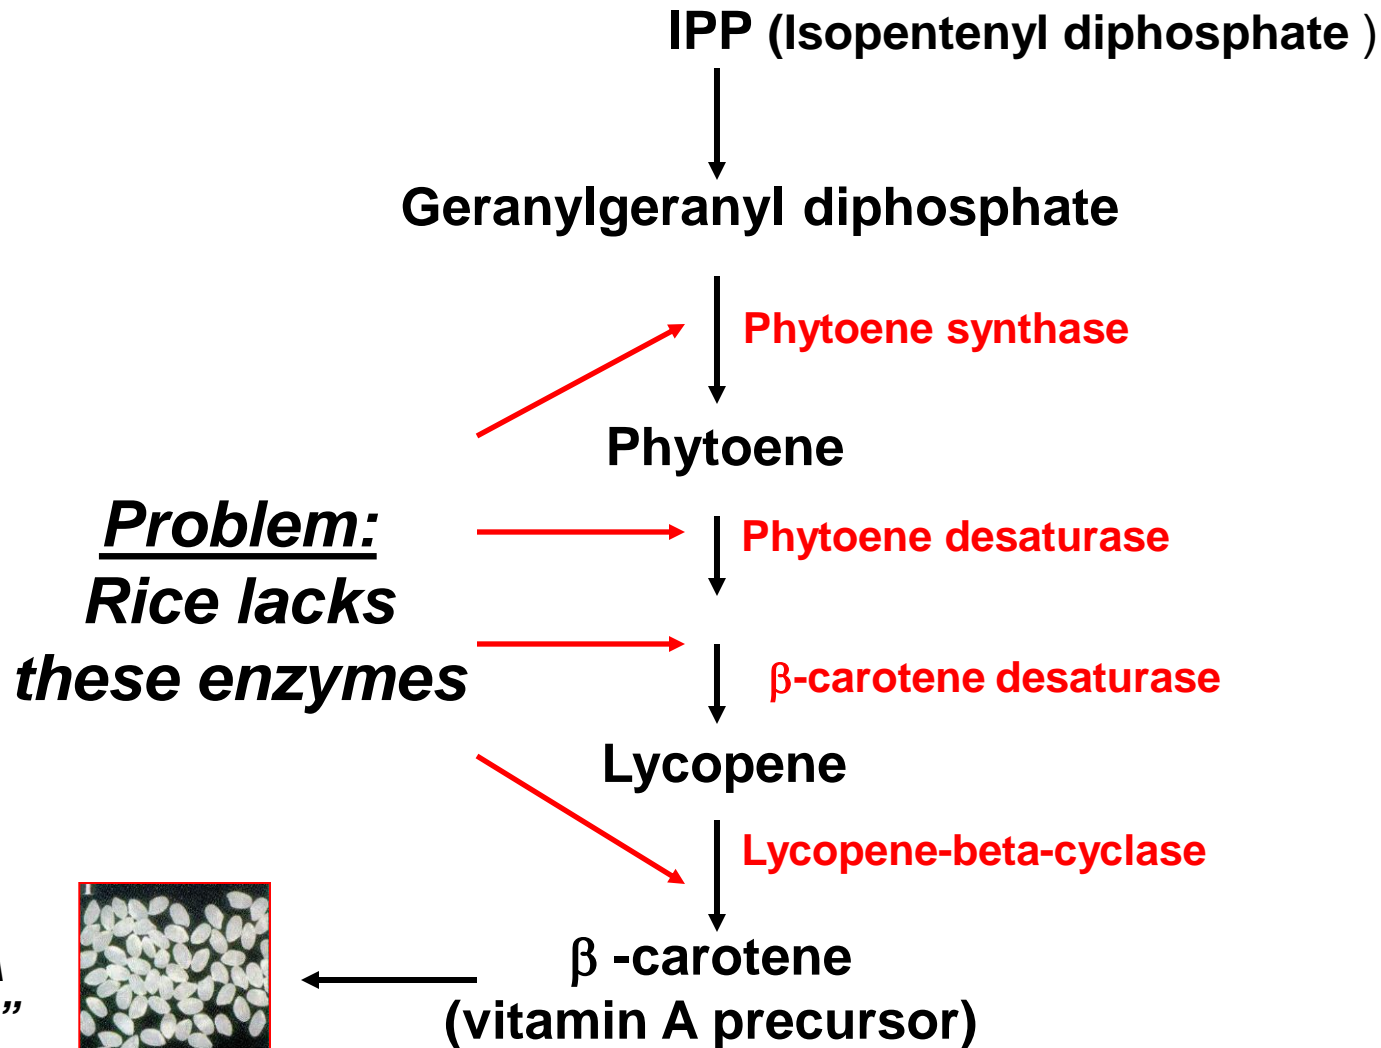 IPP (Isopentenyl diphosphate )
Geranylgeranyl diphosphate
Phytoene synthase
Phytoene
Problem:
Rice lacks
these enzymes
Phytoene desaturase
β-carotene desaturase
Lycopene
Lycopene-beta-cyclase
β -carotene
(vitamin A precursor)
”
1